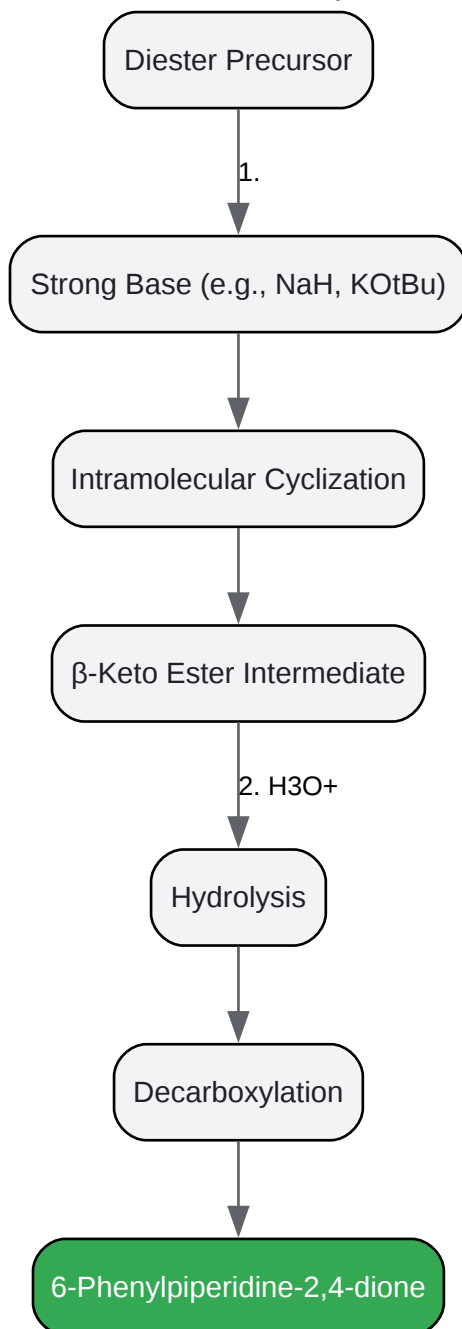 Diester Precursor
1.
Strong Base (e.g., NaH, KOtBu)
Intramolecular Cyclization
β-Keto Ester Intermediate
2. H3O+
Hydrolysis
Decarboxylation
6-Phenylpiperidine-2,4-dione